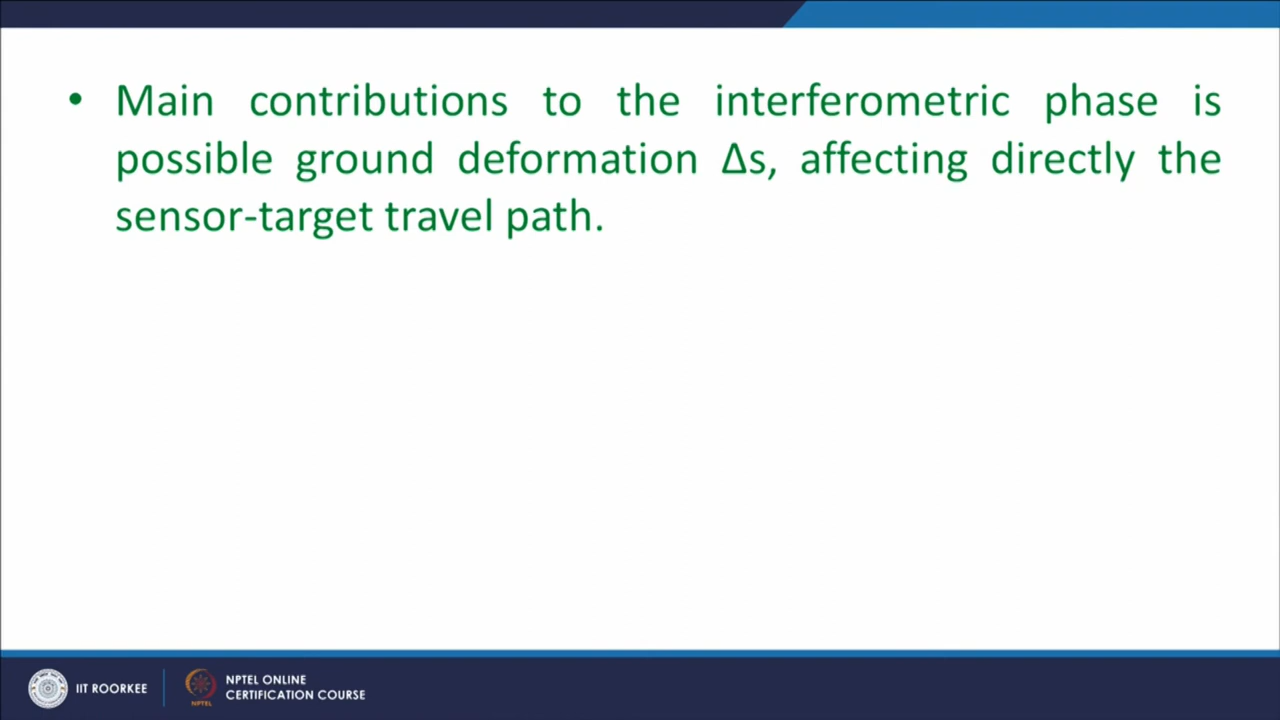 • Main contributions to the interferometric phase is
possible ground deformation Δs, affecting directly the
sensor-target travel path.
IIT ROORKEE
NPTEL
NPTEL ONLINE
CERTIFICATION COURSE